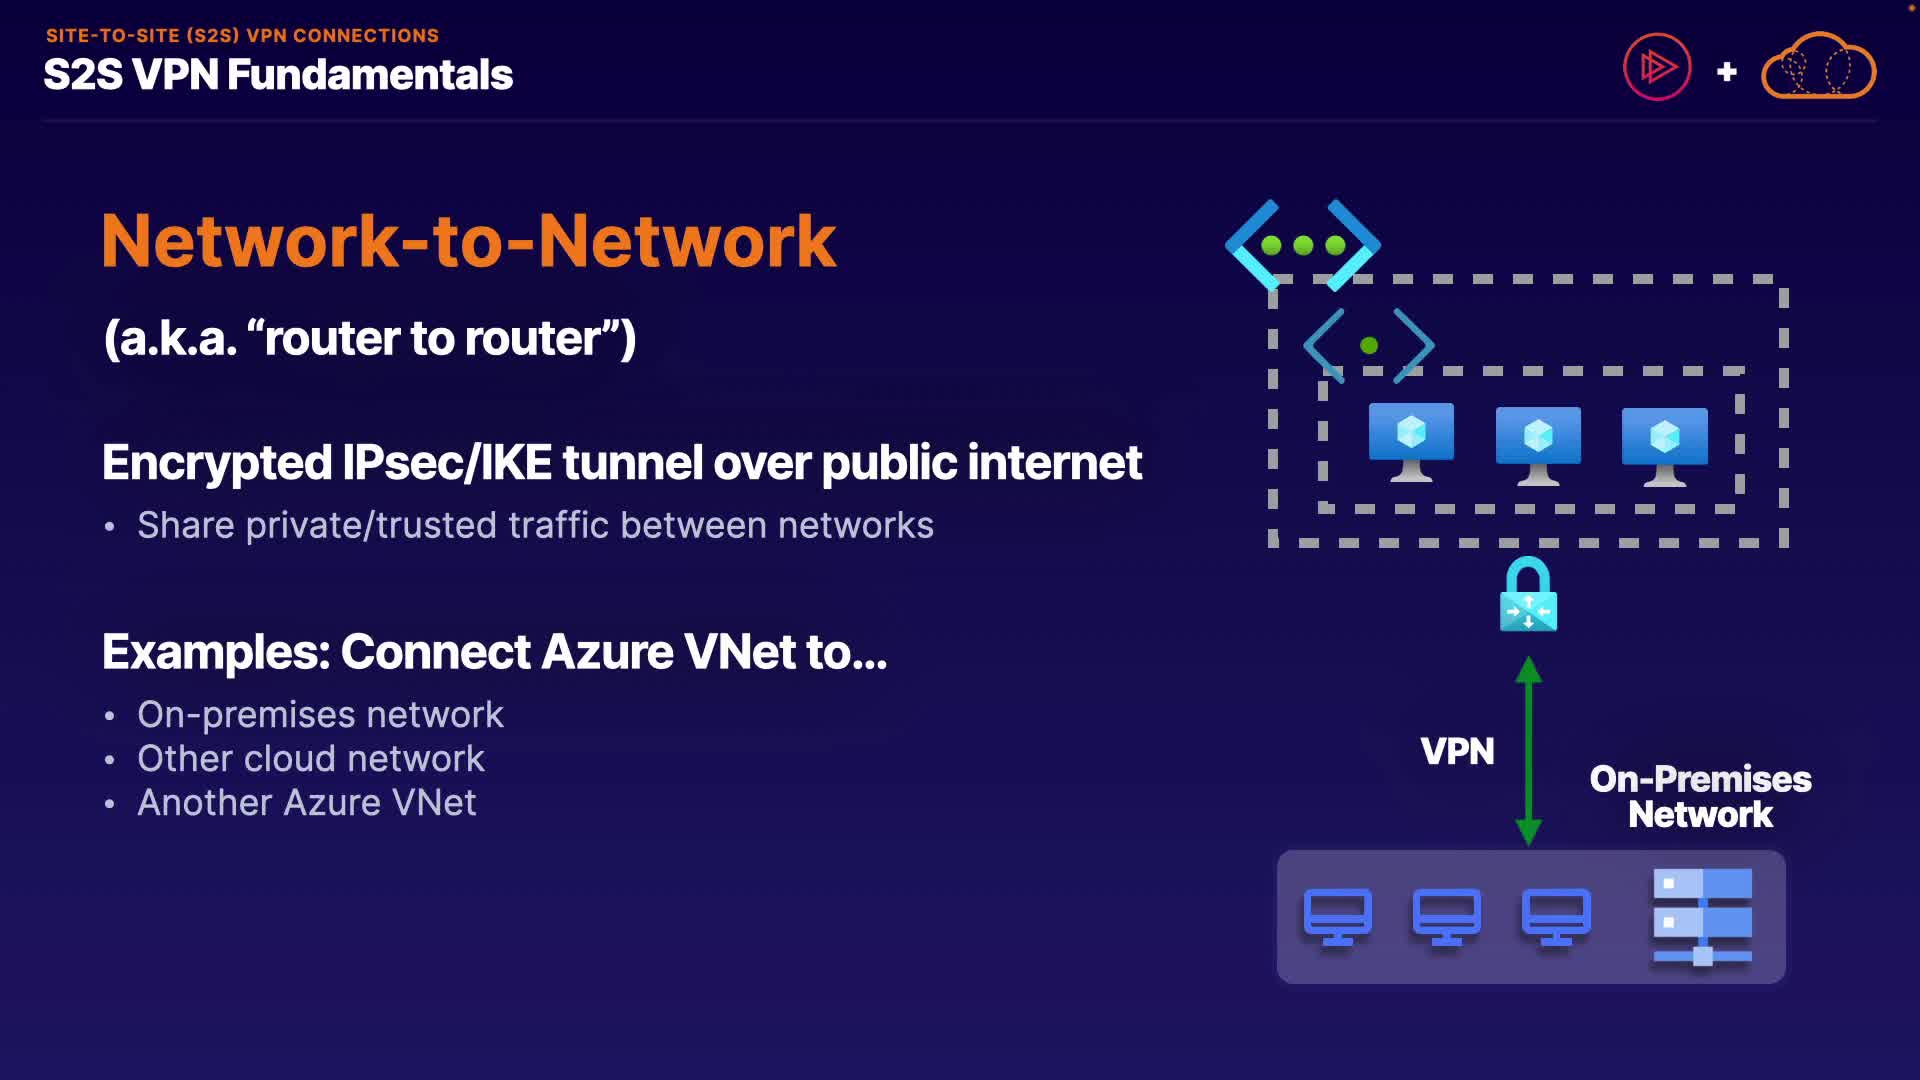 SITE-TO-SITE (S2S) VPN CONNECTIONS
S2S VPN Fundamentals
Network-to-Network
(a.k.a. “router to router”)
Encrypted IPsec/IKE tunnel over public internet
• Share private/trusted traffic between networks
Examples: Connect Azure VNet to...
• On-premises network
• Other cloud network
• Another Azure VNet
VPN
On-Premises
Network